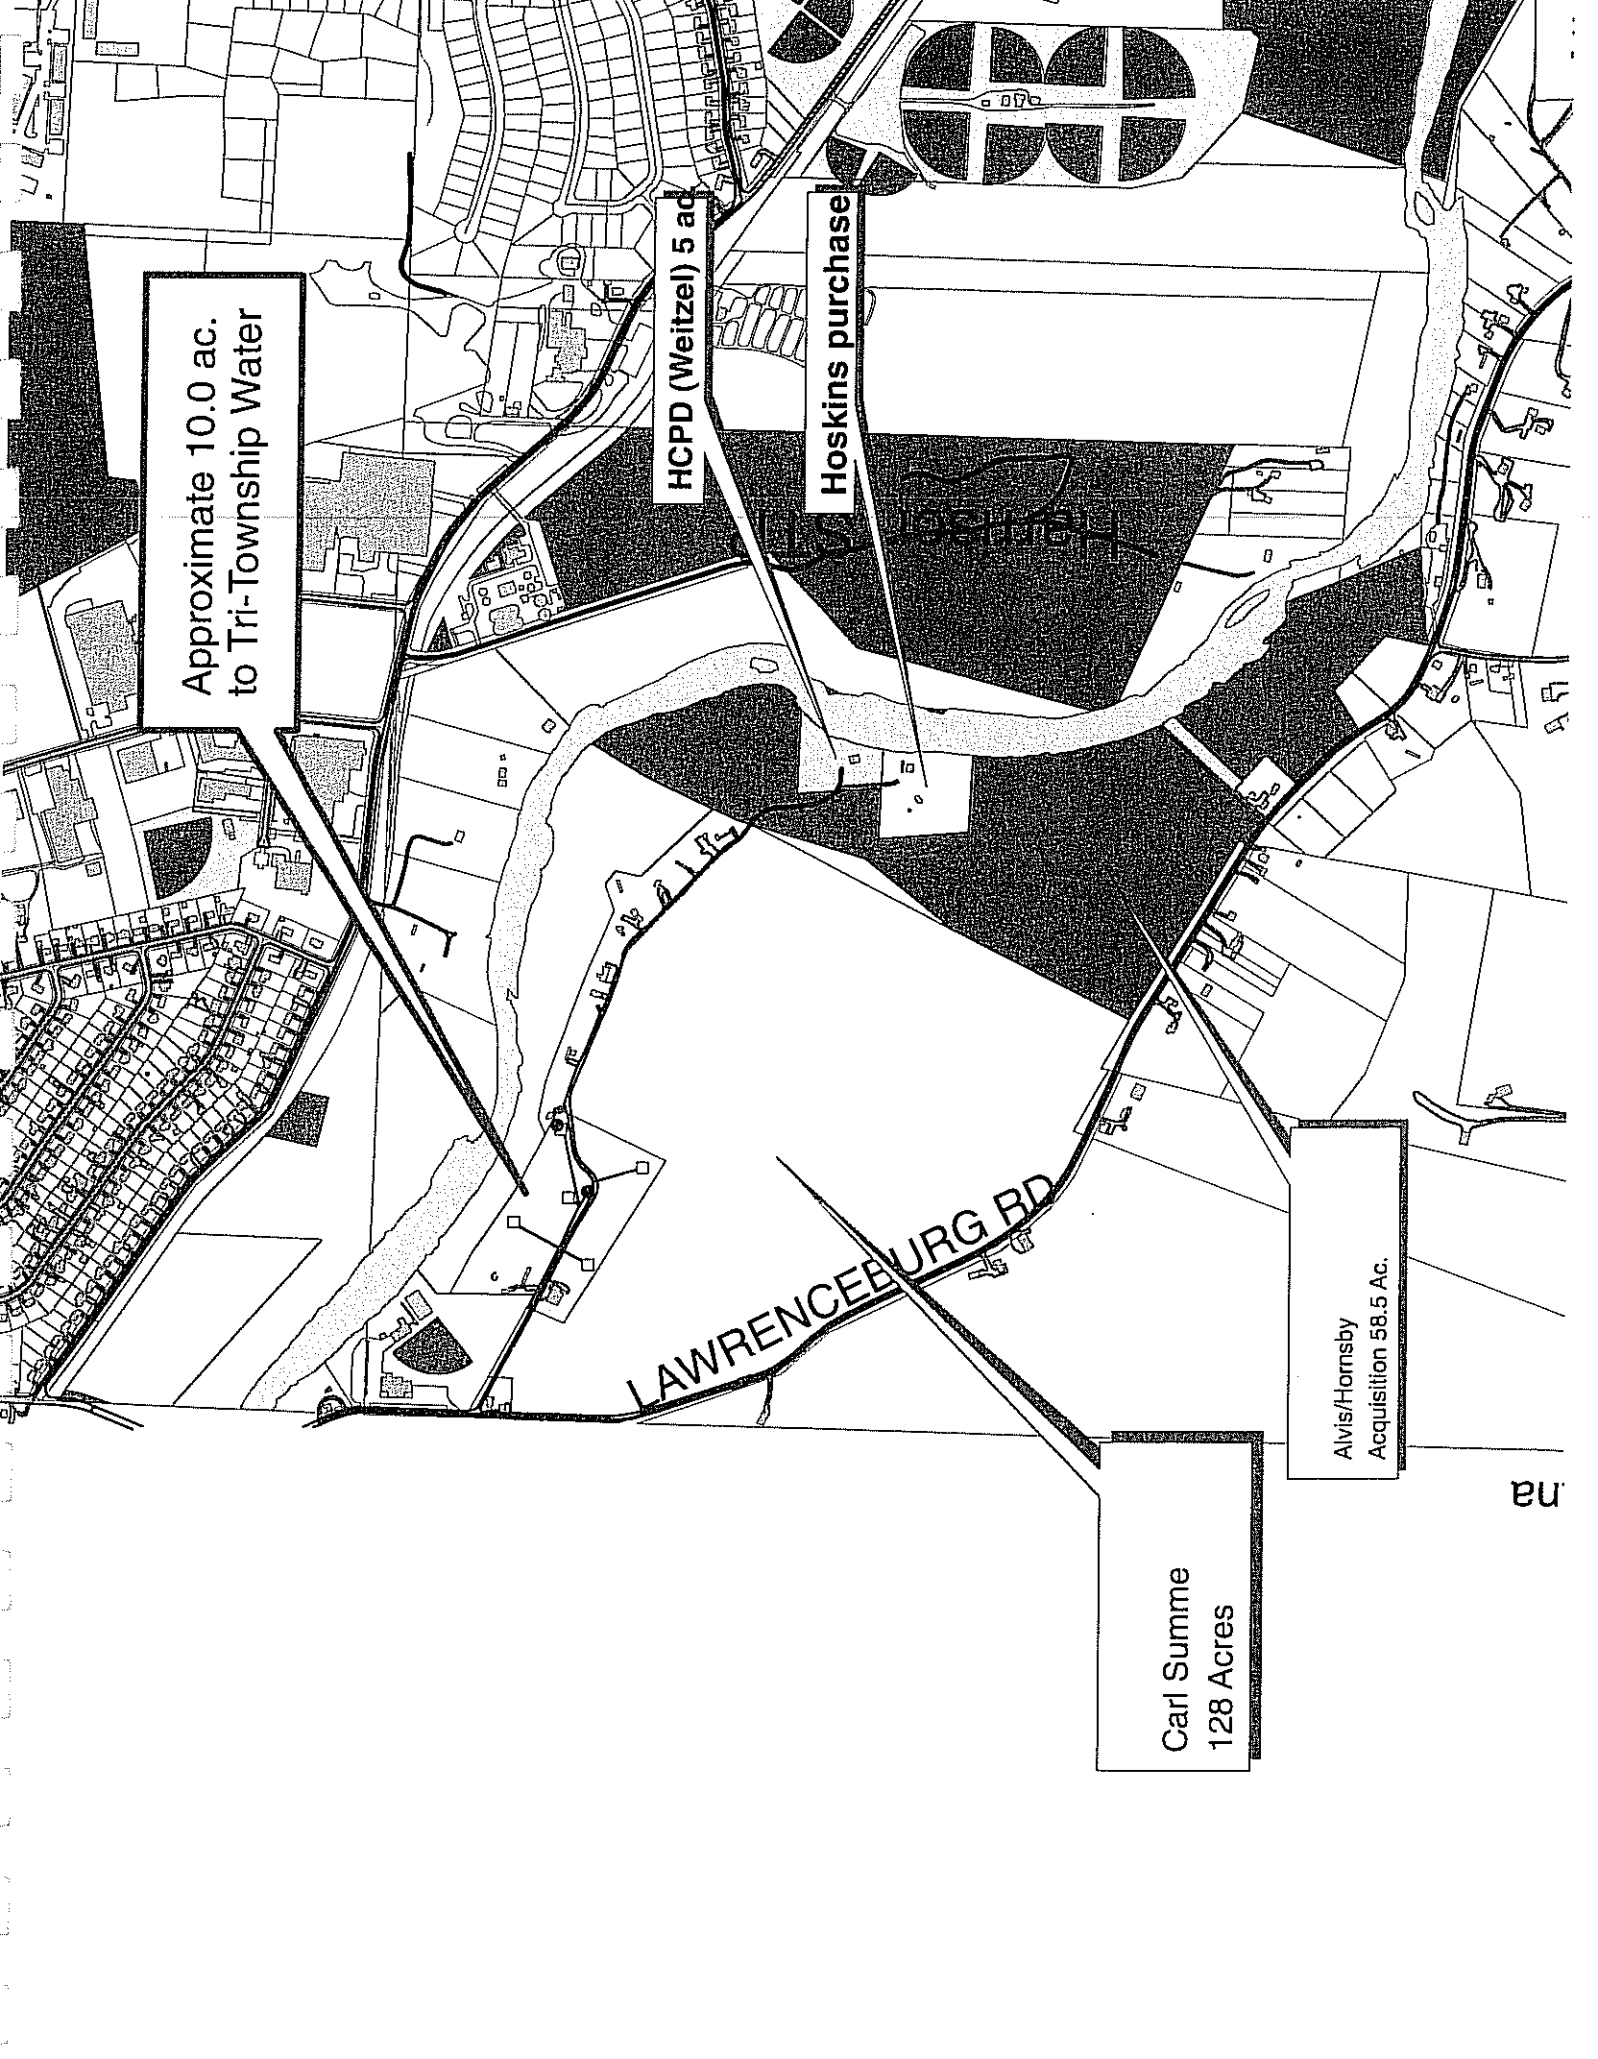 Approximate 10.0 ac.
to Tri-Township Water
HCPD (Weitzel) 5 ac
Hoskins purchase
LAWRENCEBURG RD
Alvis/Hornsby
Acquisition 58.5 Ac.
Carl Summe
128 Acres